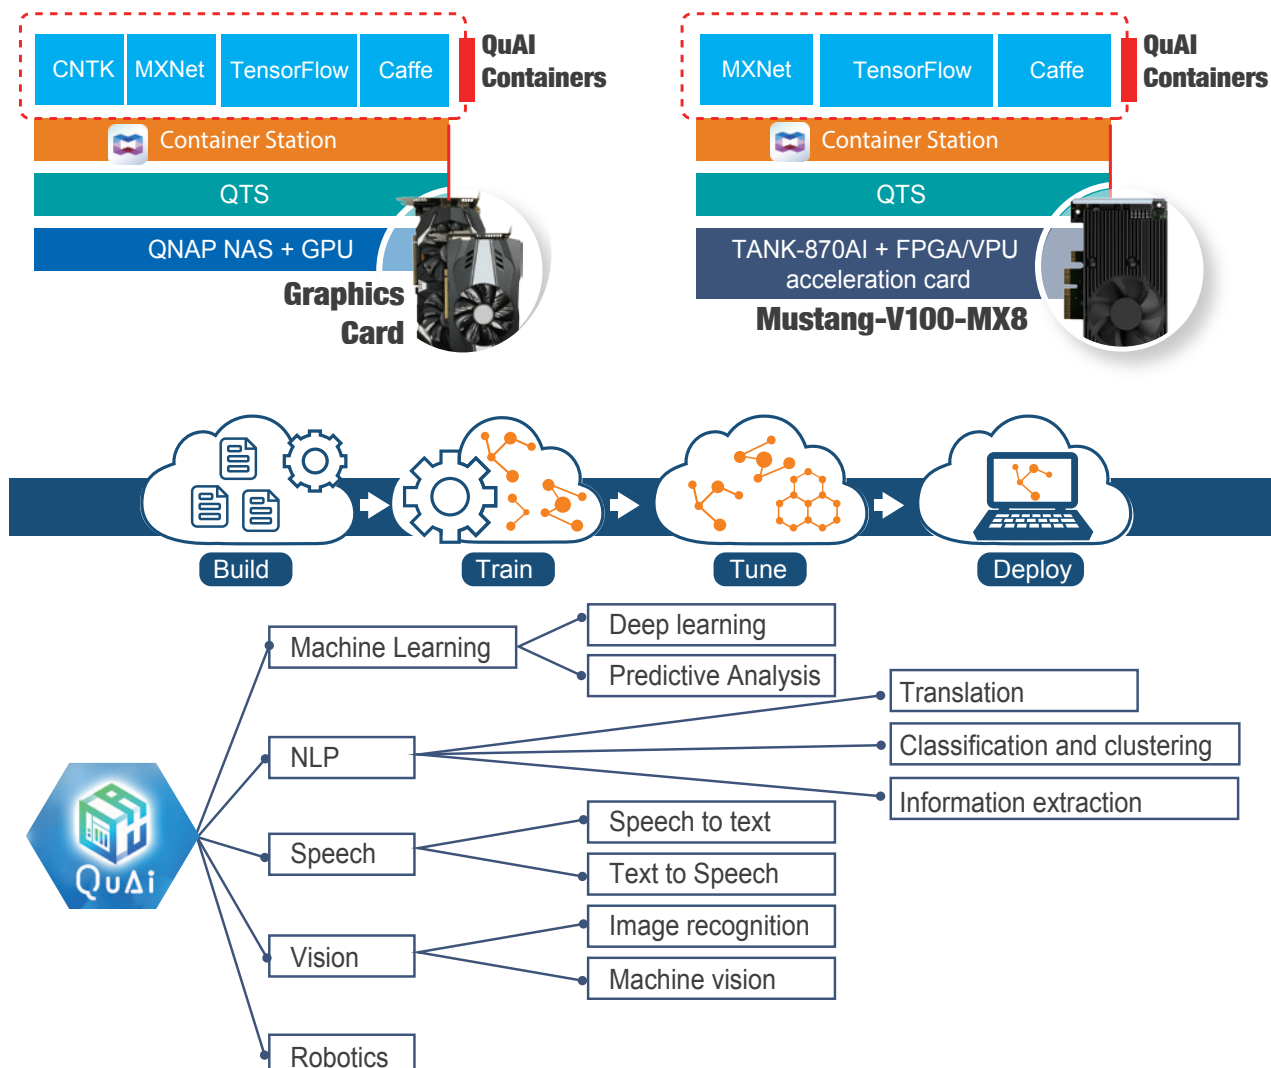 CNTK
MXNet
TensorFlow
Caffe
QuAI
Containers
Container Station
QTS
QNAP NAS + GPU
Graphics
Card
MXNet
TensorFlow
Caffe
QuAI
Containers
Container Station
QTS
TANK-870AI + FPGA/VPU
acceleration card
Mustang-V100-MX8
Build
Train
Tune
Deploy
QuAi
Machine Learning
Deep learning
Predictive Analysis
NLP
Translation
Classification and clustering
Information extraction
Speech
Speech to text
Text to Speech
Vision
Image recognition
Machine vision
Robotics